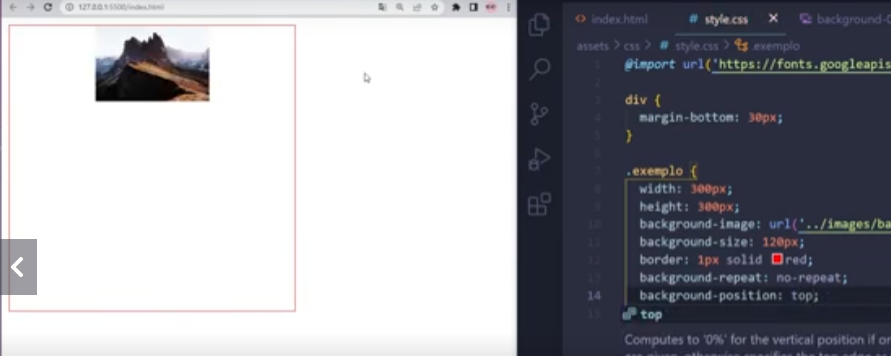 127.0.0.1:5500/index.html
index.html
# style.css
background-
assets > css > # style.css > .exemplo
1 @import url('https://fonts.googleapis
2
3 div {
4 margin-bottom: 30px;
5 }
6
7 .exemplo {
8 width: 300px;
9 height: 300px;
10 background-image: url('../images/ba
11 background-size: 120px;
12 border: 1px solid red;
13 background-repeat: no-repeat;
14 background-position: top;
15
top
Computes to '0%' for the vertical position if or